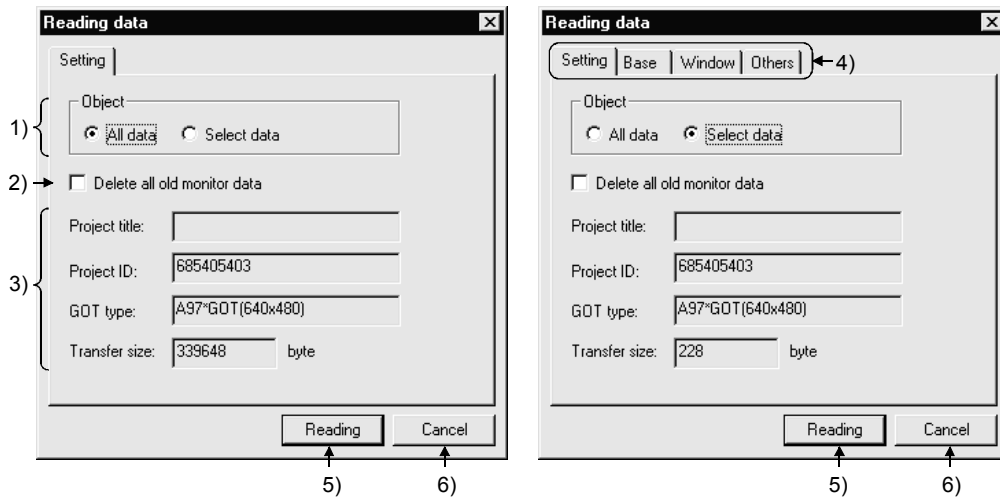 Reading data
Setting
1)
Object
All data Select data
2) Delete all old monitor data
3)
Project title:
Project ID: 685405403
GOT type: A97*GOT(640x480)
Transfer size: 339648 byte
Reading Cancel
5) 6)
Reading data
Setting Base Window Others 4)
Object
All data Select data
Delete all old monitor data
Project title:
Project ID: 685405403
GOT type: A97*GOT(640x480)
Transfer size: 228 byte
Reading Cancel
5) 6)